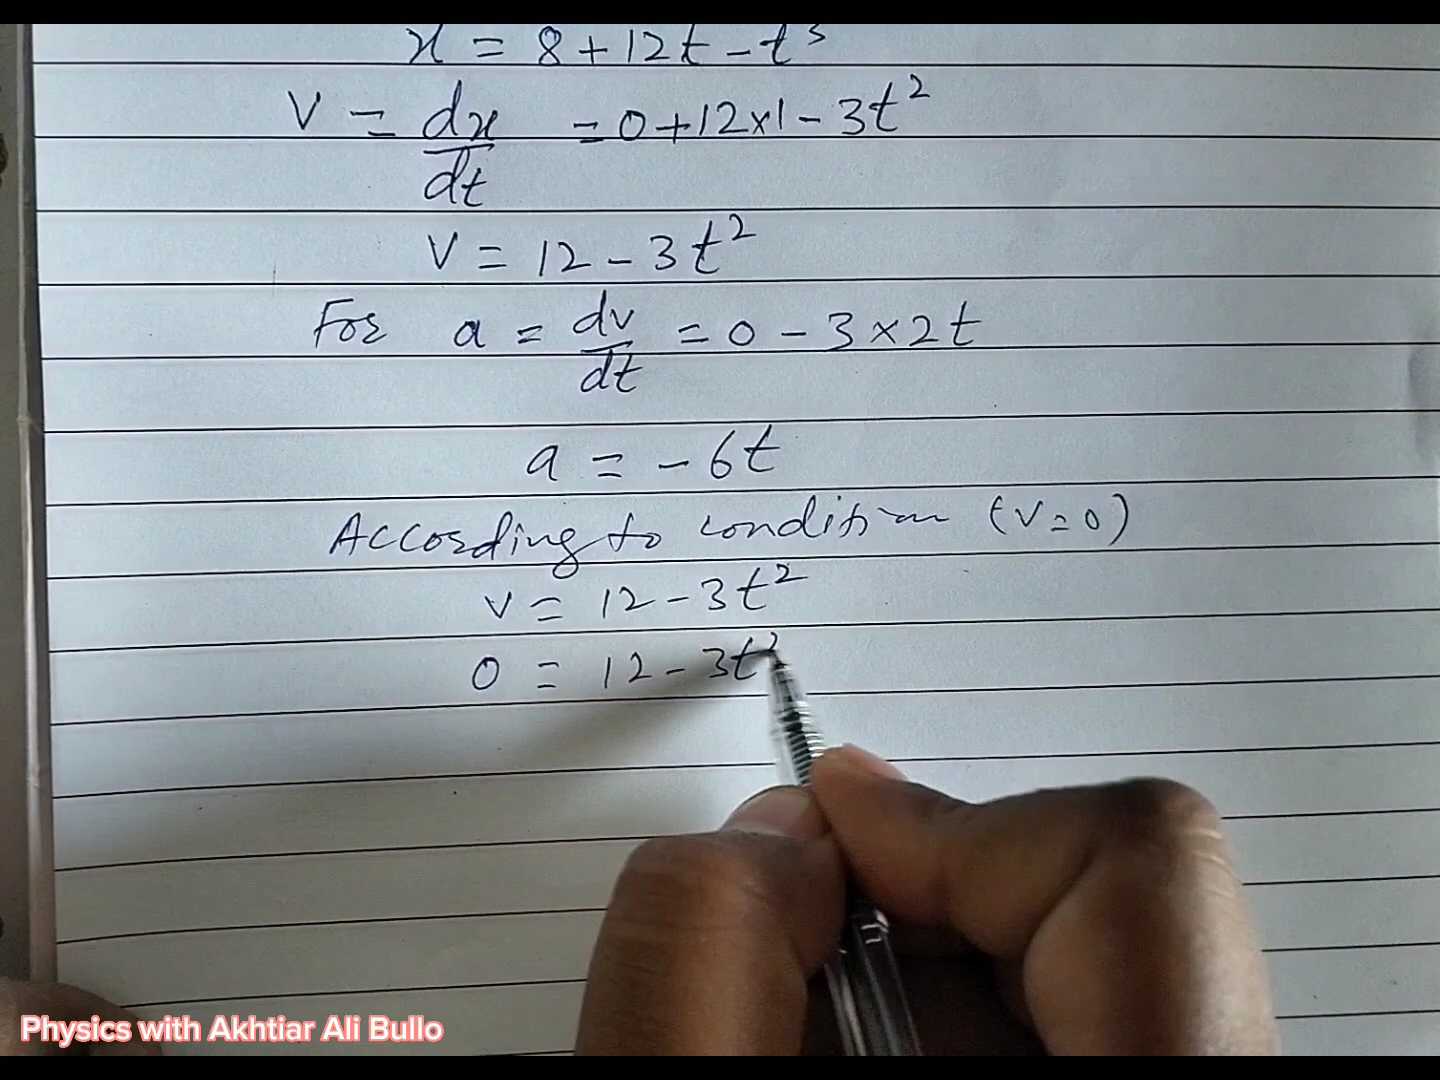 x = 8 + 12t - t³
V = dx/dt = 0 + 12 x 1 - 3t²
V = 12 - 3t²
For a = dv/dt = 0 - 3 x 2t
a = - 6t
According to condition (V = 0)
V = 12 - 3t²
0 = 12 - 3t²
Physics with Akhtiar Ali Bullo